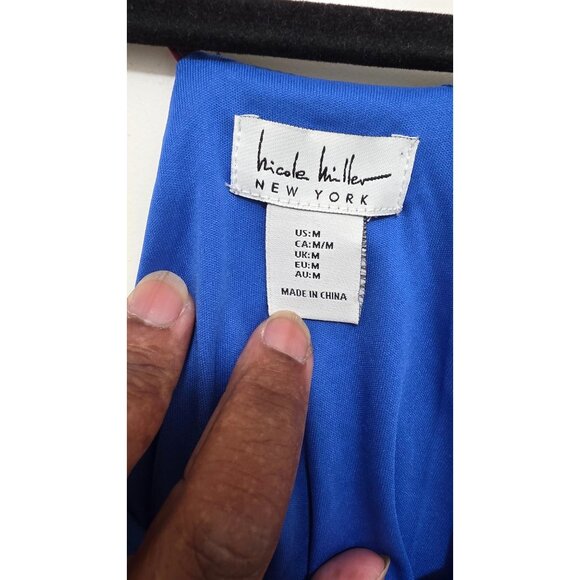 Nicole Miller
NEW YORK
US:M
CA:M/M
UK:M
EU:M
AU:M
MADE IN CHINA